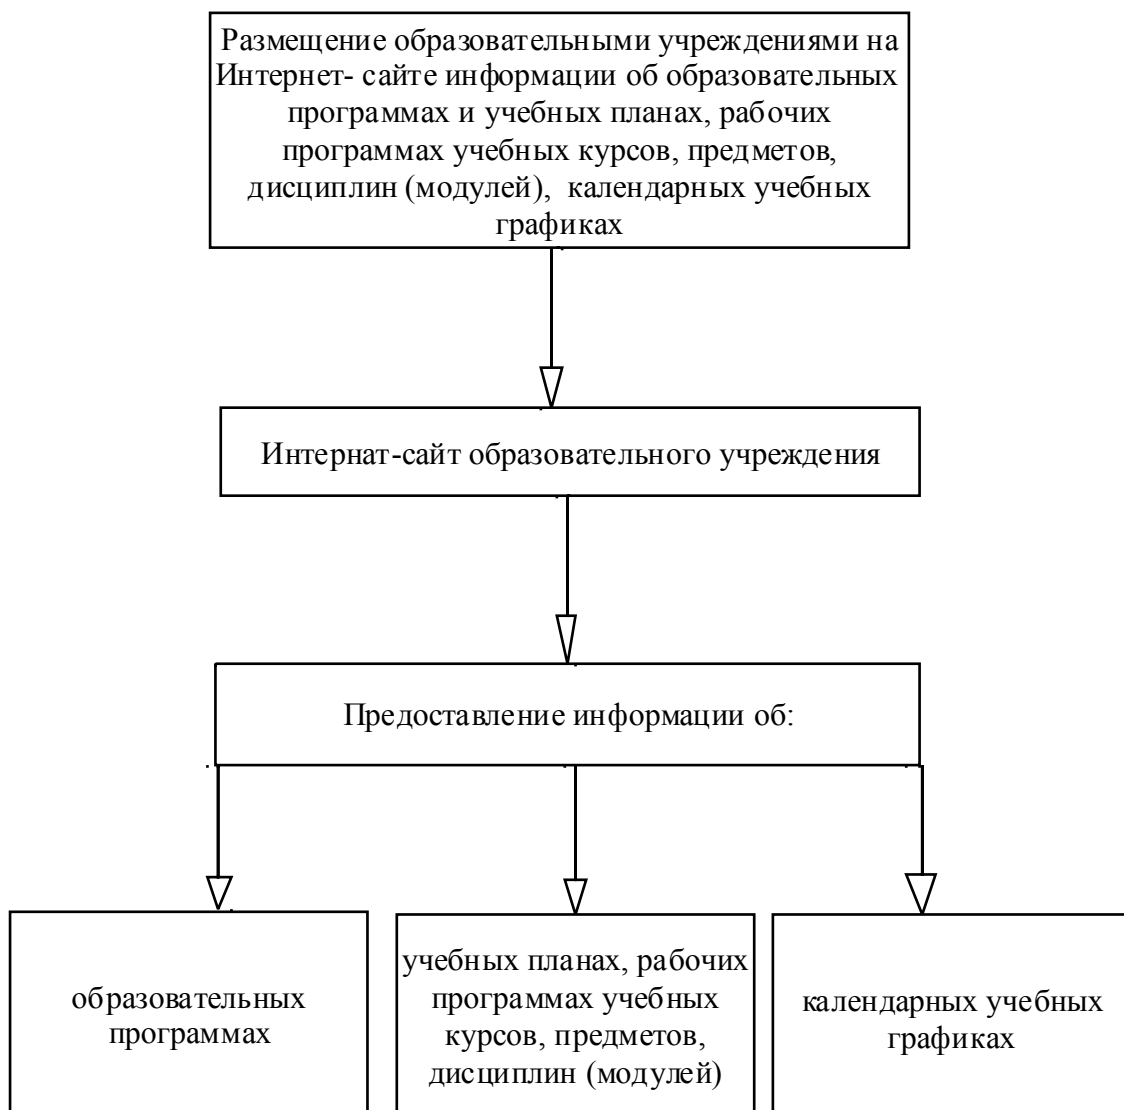 Размещение образовательными учреждениями на
Интернет- сайте информации об образовательных
программах и учебных планах, рабочих
программах учебных курсов, предметов,
дисциплин (модулей), календарных учебных
графиках
Интернат-сайт образовательного учреждения
Предоставление информации об:
образовательных
программах
учебных планах, рабочих
программах учебных
курсов, предметов,
дисциплин (модулей)
календарных учебных
графиках